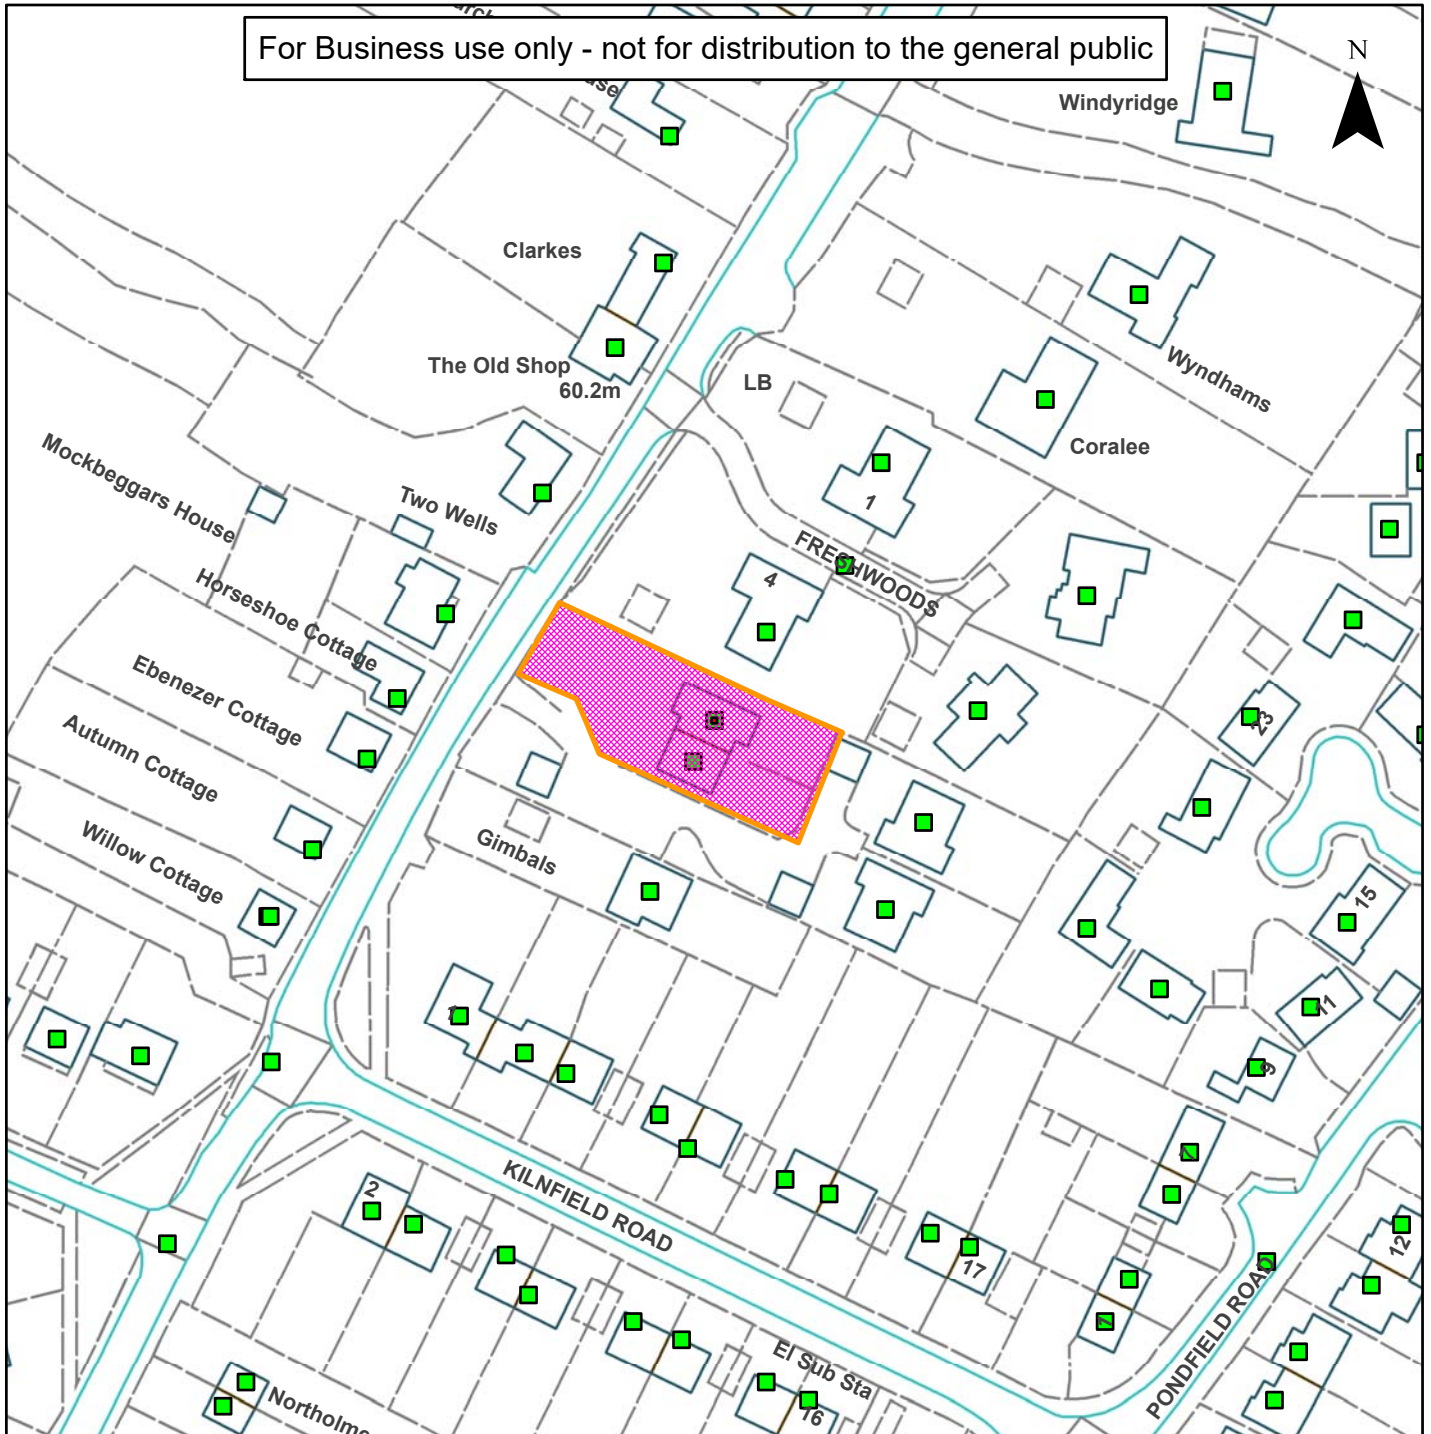 For Business use only - not for distribution to the general public
N
Windyridge
Clarkes
Wyndhams
The Old Shop
60.2m
LB
Coralee
Mockbeggars House
Two Wells
1
FRESHWOODS
4
Horseshoe Cottage
Ebenezer Cottage
Autumn Cottage
23
Willow Cottage
Gimbals
15
11
1
9
7
KILNFIELD ROAD
2
17
12
PONDFIELD ROAD
El Sub Sta
16
Northolme